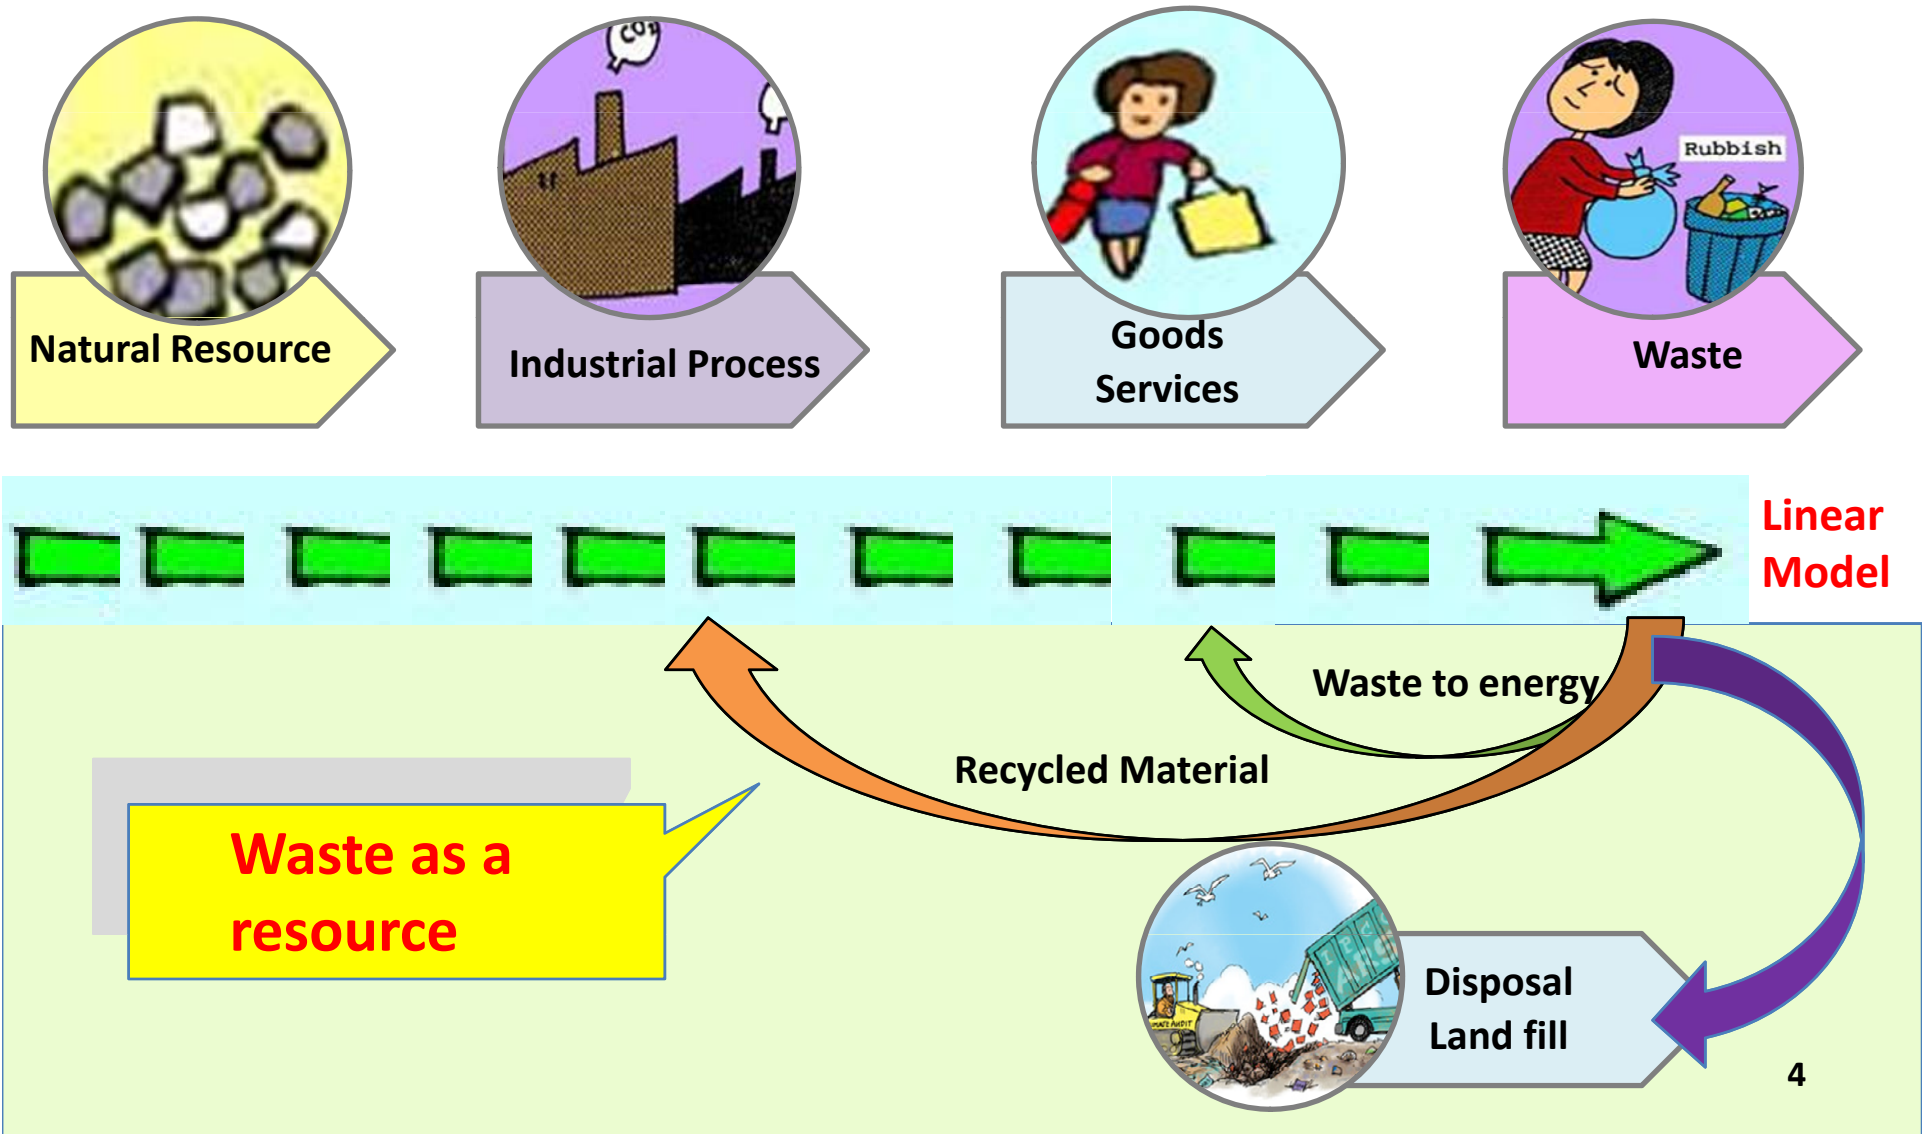 CO₂
Rubbish
Natural Resource
Industrial Process
Goods
Services
Waste
Linear
Model
Waste to energy
Recycled Material
Waste as a
resource
Disposal
Land fill
4